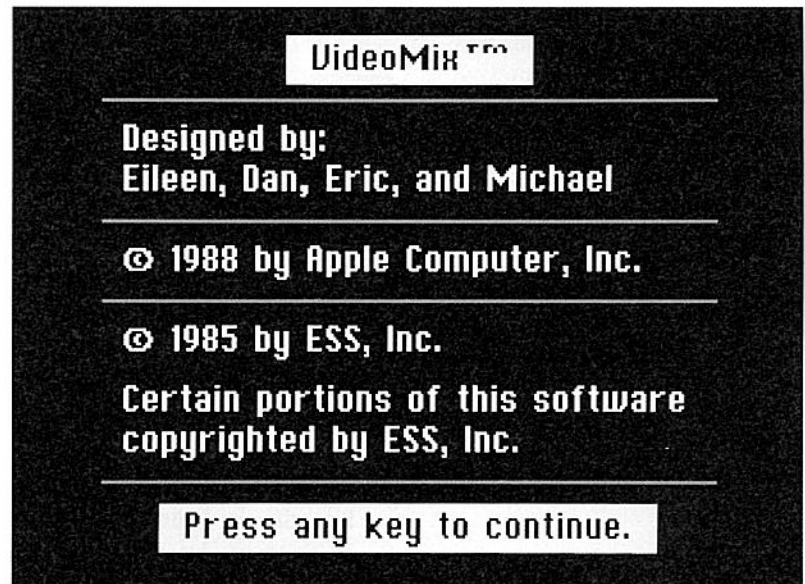 VideoMix™
Designed by:
Eileen, Dan, Eric, and Michael
© 1988 by Apple Computer, Inc.
© 1985 by ESS, Inc.
Certain portions of this software
copyrighted by ESS, Inc.
Press any key to continue.